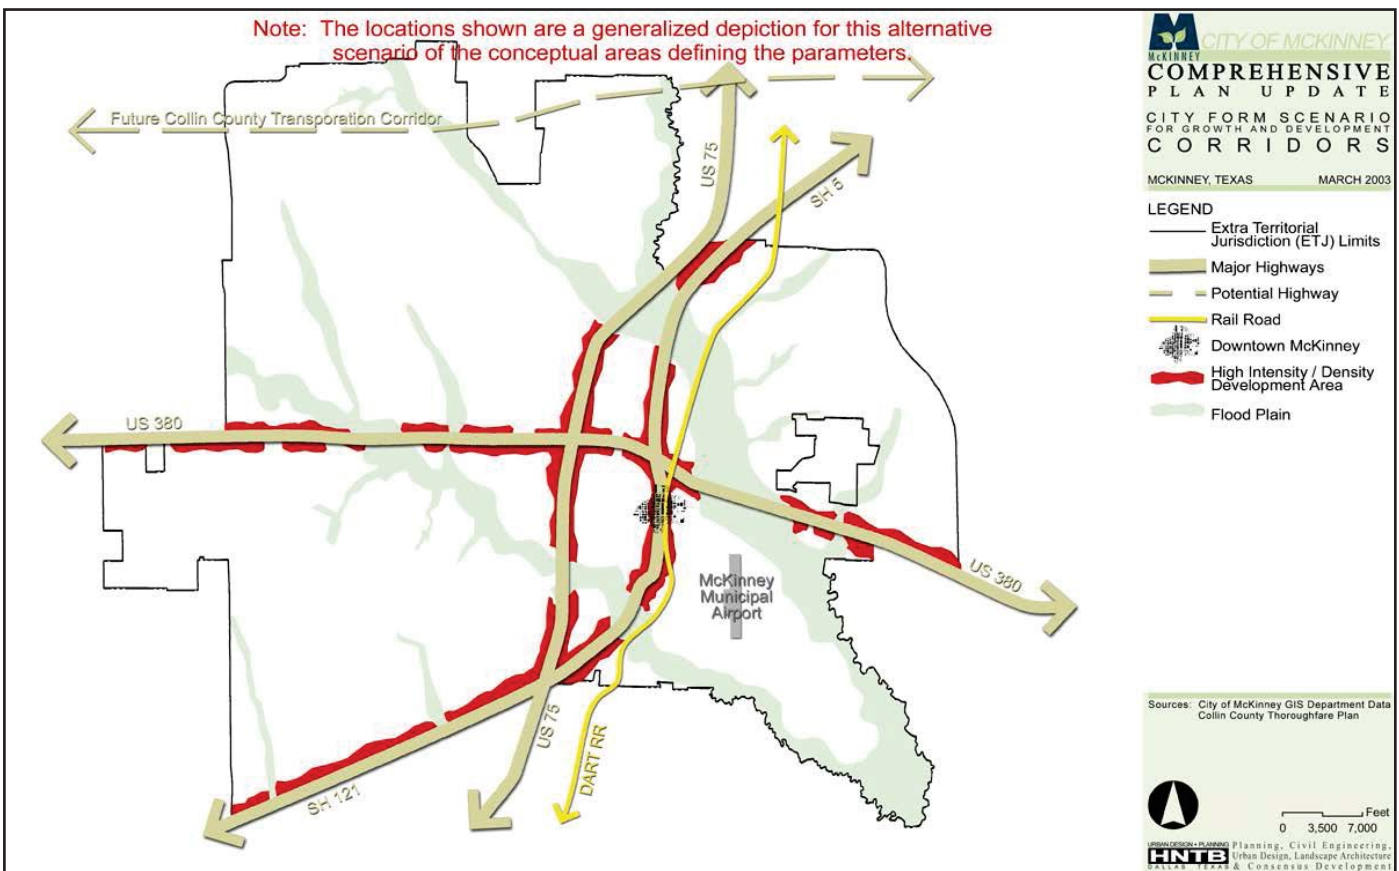 Note: The locations shown are a generalized depiction for this alternative
scenario of the conceptual areas defining the parameters.
Future Collin County Transporation Corridor
US 75
SH 5
US 380
US 380
McKinney
Municipal
Airport
US 75
DART RR
SH 121
McKINNEY
CITY OF MCKINNEY
COMPREHENSIVE
PLAN UPDATE
CITY FORM SCENARIO
FOR GROWTH AND DEVELOPMENT
CORRIDORS
MCKINNEY, TEXAS MARCH 2003
LEGEND
Extra Territorial
Jurisdiction (ETJ) Limits
Major Highways
Potential Highway
Rail Road
Downtown McKinney
High Intensity / Density
Development Area
Flood Plain
Sources: City of McKinney GIS Department Data
Collin County Thoroughfare Plan
Feet
0 3,500 7,000
URBAN DESIGN + PLANNING
HNTB
DALLAS TEXAS
Planning, Civil Engineering,
Urban Design, Landscape Architecture
& Consensus Development